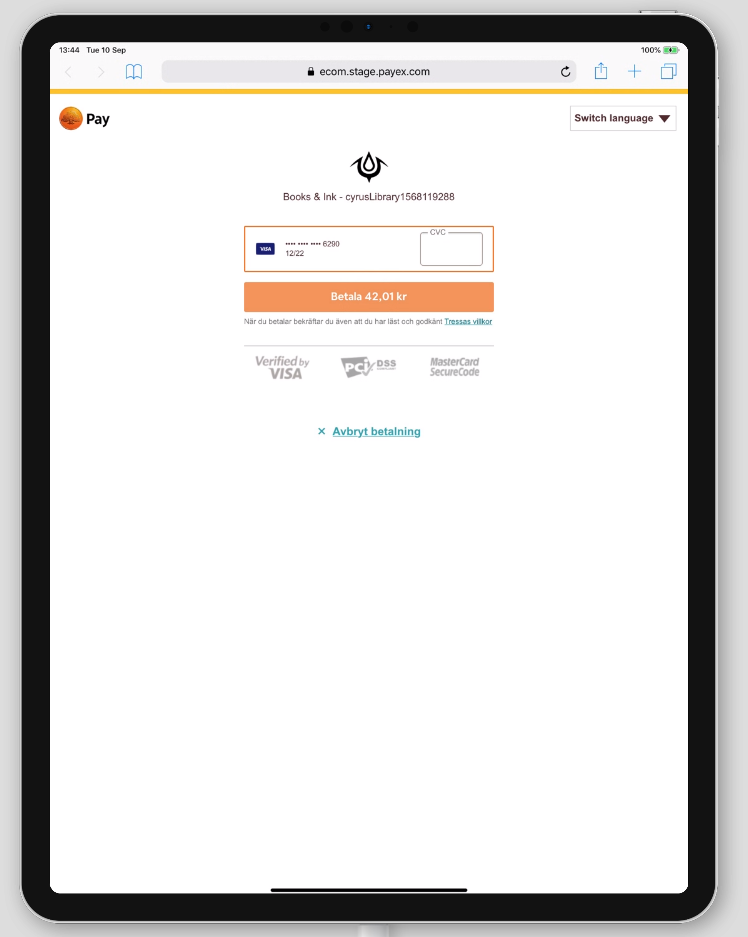 13:44 Tue 10 Sep
100%
ecom.stage.payex.com
Pay
Switch language
Books & Ink - cyrusLibrary1568119288
CVC
VISA •••• •••• •••• 6290
12/22
Betala 42,01 kr
När du betalar bekräftar du även att du har läst och godkänt Tressas villkor
Verified by
VISA
PCI DSS
MasterCard
SecureCode
× Avbryt betalning